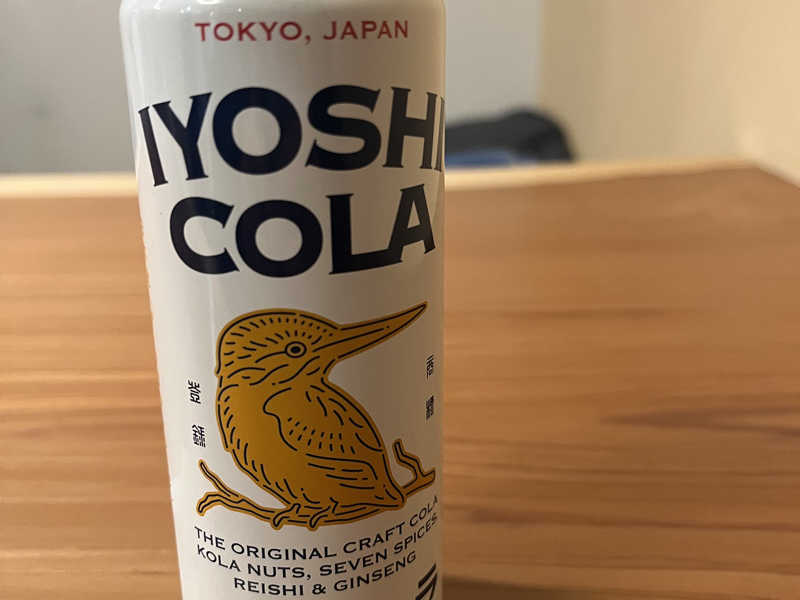 TOKYO, JAPAN
IYOSHI
COLA
THE ORIGINAL CRAFT COLA
KOLA NUTS, SEVEN SPICES
REISHI & GINSENG